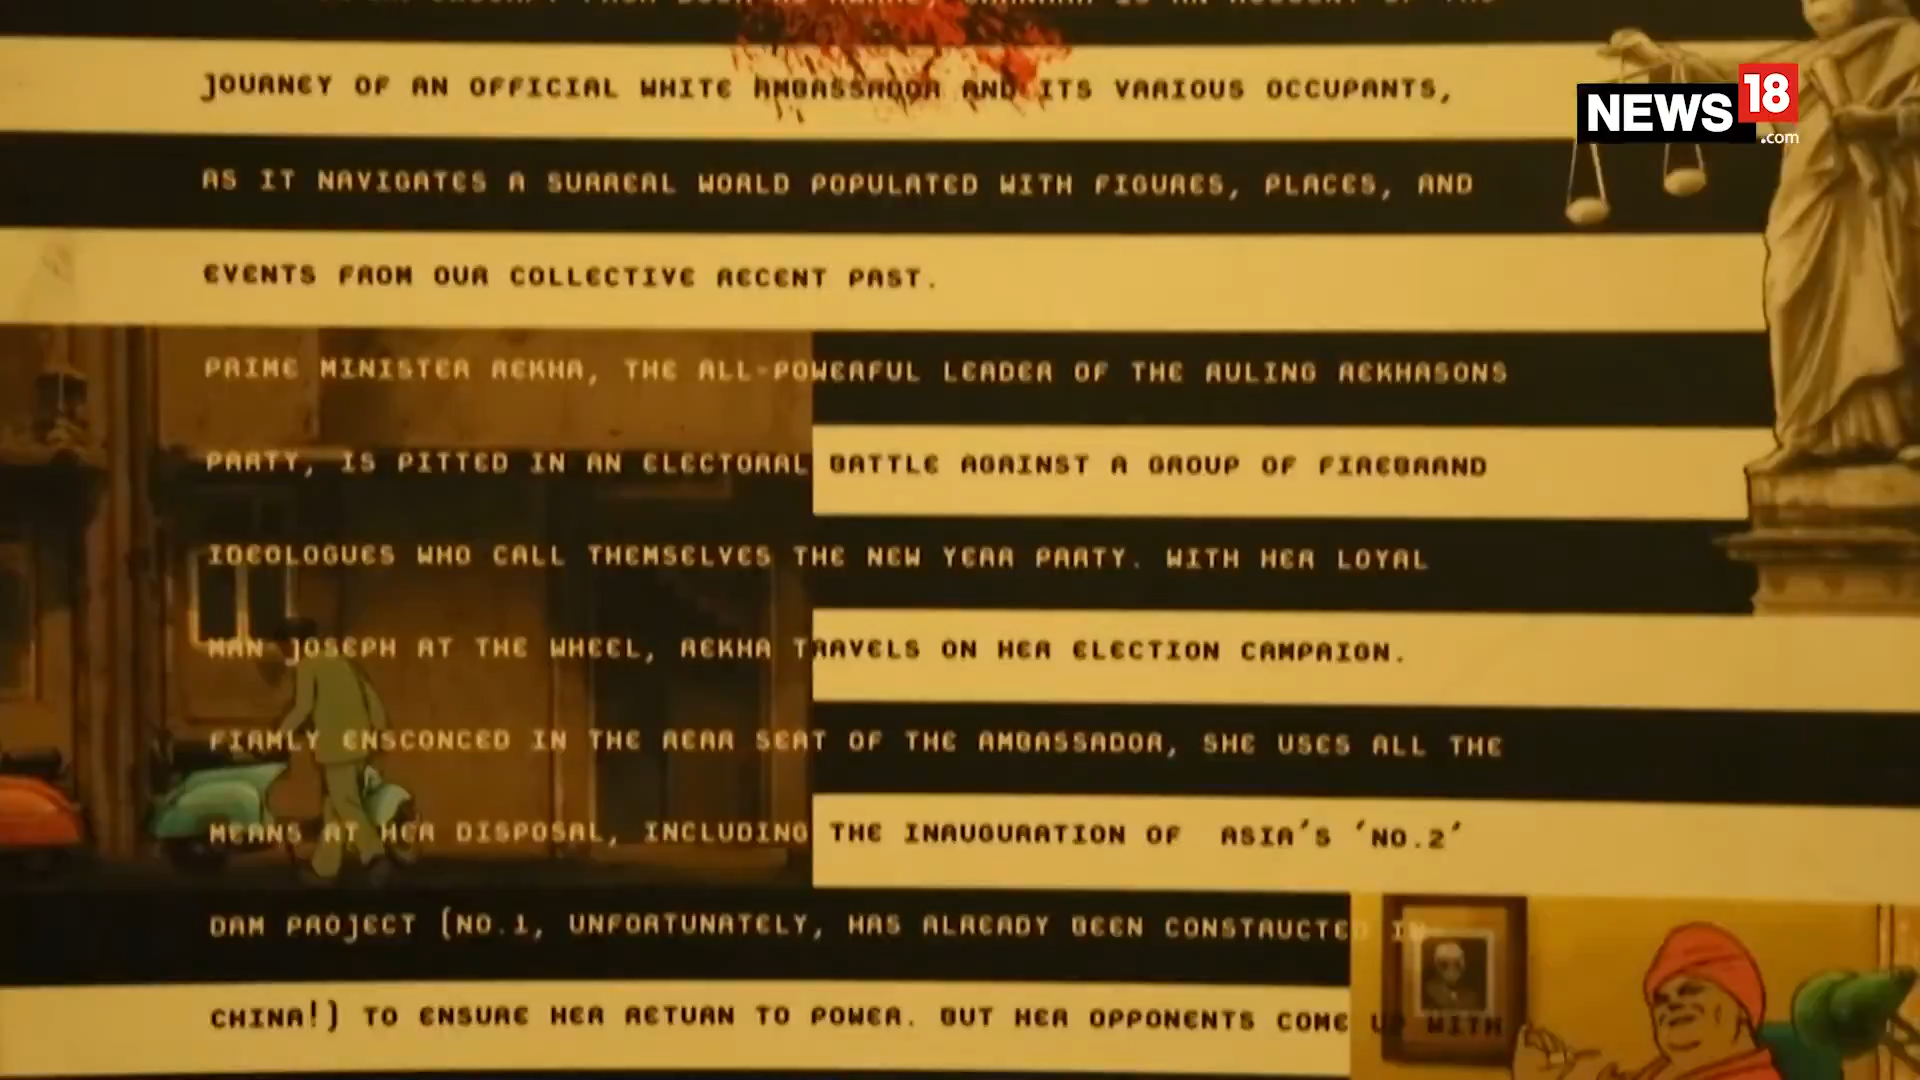 JOURNEY OF AN OFFICIAL WHITE AMBASSADOR AND ITS VARIOUS OCCUPANTS,
AS IT NAVIGATES A SURREAL WORLD POPULATED WITH FIGURES, PLACES, AND
EVENTS FROM OUR COLLECTIVE RECENT PAST.
PRIME MINISTER REKHA, THE ALL-POWERFUL LEADER OF THE RULING REKHASONS
PARTY, IS PITTED IN AN ELECTORAL BATTLE AGAINST A GROUP OF FIREBRAND
IDEOLOGUES WHO CALL THEMSELVES THE NEW YEAR PARTY. WITH HER LOYAL
MAN JOSEPH AT THE WHEEL, REKHA TRAVELS ON HER ELECTION CAMPAIGN.
FIRMLY ENSCONCED IN THE REAR SEAT OF THE AMBASSADOR, SHE USES ALL THE
MEANS AT HER DISPOSAL, INCLUDING THE INAUGURATION OF ASIA'S 'NO.2'
DAM PROJECT (NO.1, UNFORTUNATELY, HAS ALREADY BEEN CONSTRUCTED IN
CHINA!) TO ENSURE HER RETURN TO POWER. BUT HER OPPONENTS COME UP WITH
NEWS18
.com